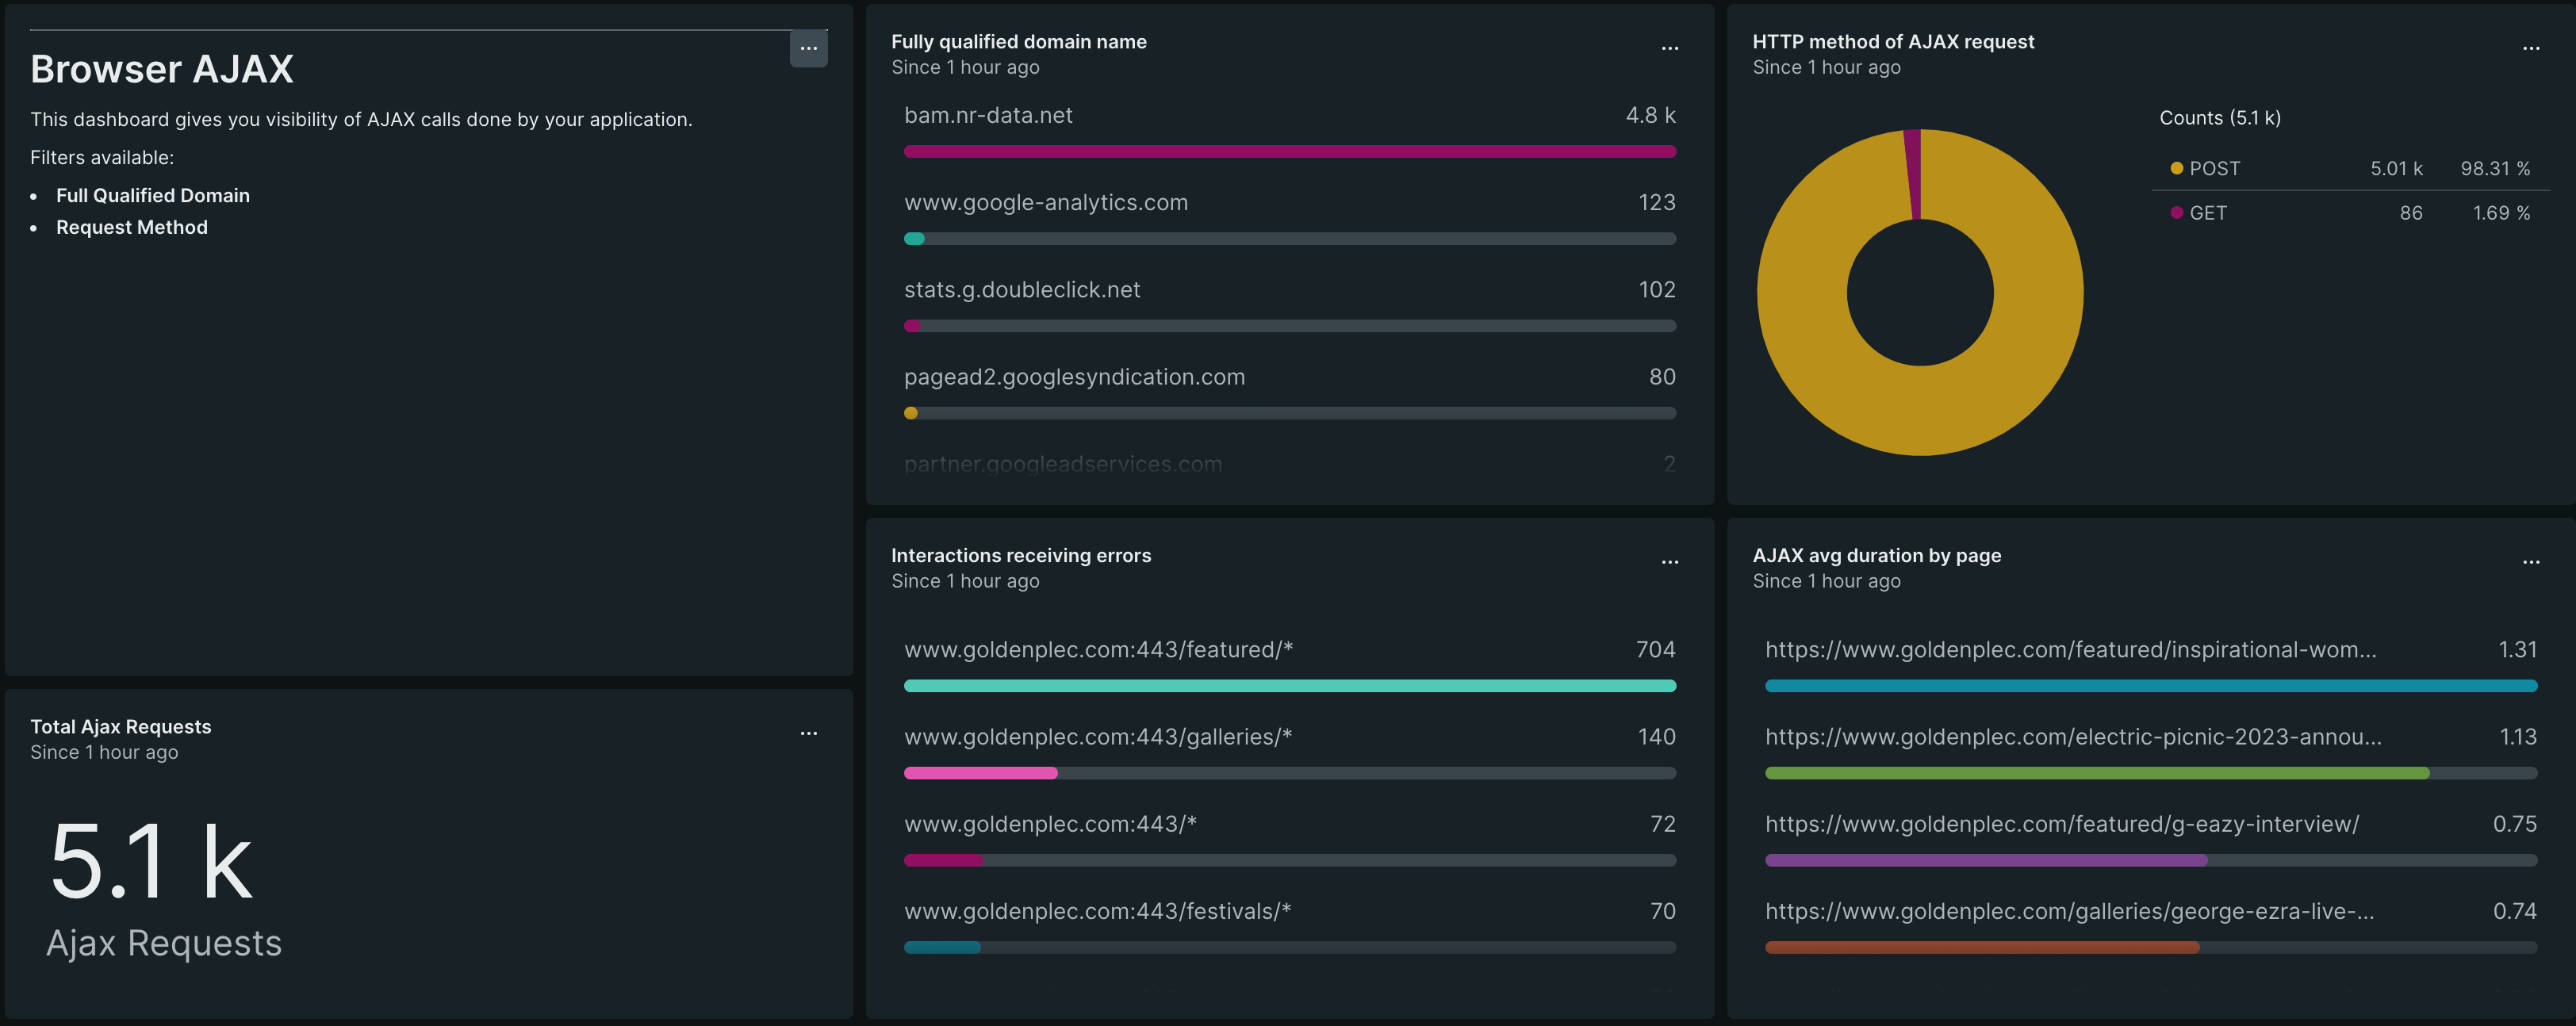 Browser AJAX
This dashboard gives you visibility of AJAX calls done by your application.
Filters available:
• Full Qualified Domain
• Request Method
Total Ajax Requests
Since 1 hour ago
5.1 k
Ajax Requests
Fully qualified domain name
Since 1 hour ago
bam.nr-data.net 4.8 k
www.google-analytics.com 123
stats.g.doubleclick.net 102
pagead2.googlesyndication.com 80
partner.googleadservices.com 2
HTTP method of AJAX request
Since 1 hour ago
Counts (5.1 k)
POST 5.01 k 98.31 %
GET 86 1.69 %
Interactions receiving errors
Since 1 hour ago
www.goldenplec.com:443/featured/* 704
www.goldenplec.com:443/galleries/* 140
www.goldenplec.com:443/* 72
www.goldenplec.com:443/festivals/* 70
AJAX avg duration by page
Since 1 hour ago
https://www.goldenplec.com/featured/inspirational-wom... 1.31
https://www.goldenplec.com/electric-picnic-2023-annou... 1.13
https://www.goldenplec.com/featured/g-eazy-interview/ 0.75
https://www.goldenplec.com/galleries/george-ezra-live-... 0.74